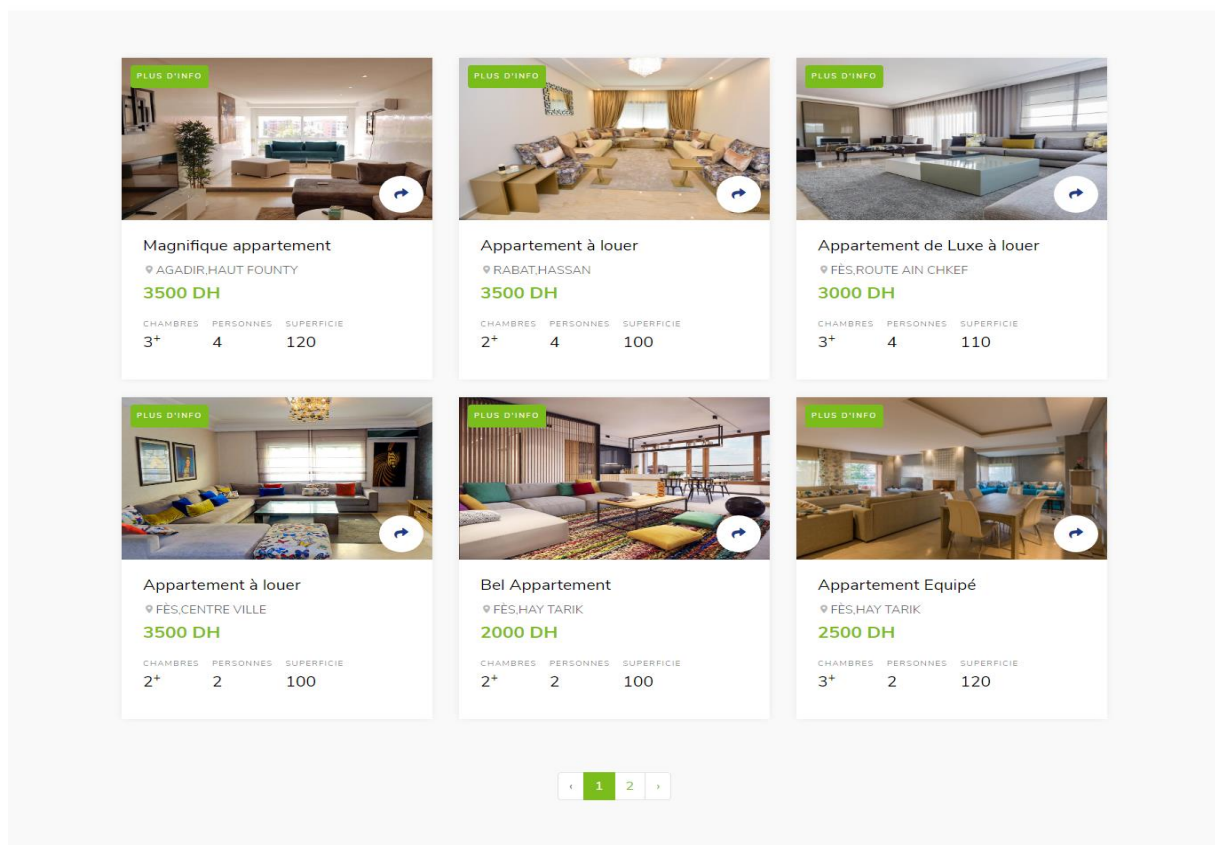 PLUS D'INFO
Magnifique appartement
AGADIR,HAUT FOUNTY
3500 DH
CHAMBRES PERSONNES SUPERFICIE
3+ 4 120
PLUS D'INFO
Appartement à louer
RABAT,HASSAN
3500 DH
CHAMBRES PERSONNES SUPERFICIE
2+ 4 100
PLUS D'INFO
Appartement de Luxe à louer
FÈS,ROUTE AIN CHKEF
3000 DH
CHAMBRES PERSONNES SUPERFICIE
3+ 4 110
PLUS D'INFO
Appartement à louer
FÈS,CENTRE VILLE
3500 DH
CHAMBRES PERSONNES SUPERFICIE
2+ 2 100
PLUS D'INFO
Bel Appartement
FÈS,HAY TARIK
2000 DH
CHAMBRES PERSONNES SUPERFICIE
2+ 2 100
PLUS D'INFO
Appartement Equipé
FÈS,HAY TARIK
2500 DH
CHAMBRES PERSONNES SUPERFICIE
3+ 2 120
‹ 1 2 ›